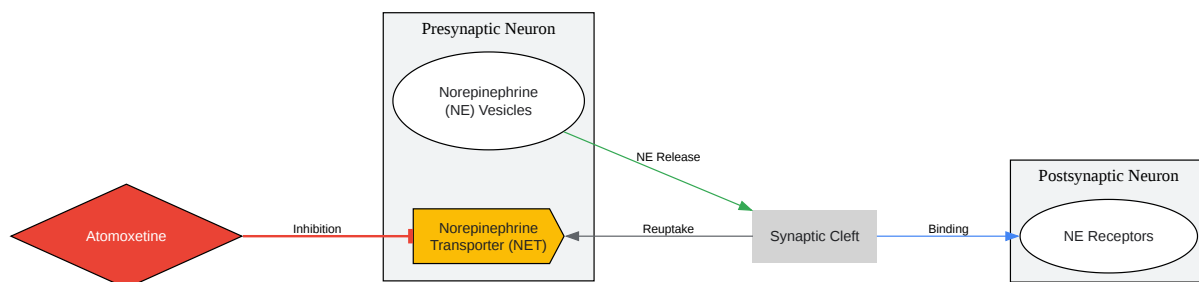 Presynaptic Neuron
Norepinephrine
(NE) Vesicles
NE Release
Postsynaptic Neuron
Atomoxetine
Inhibition
Norepinephrine
Transporter (NET)
Reuptake
Synaptic Cleft
Binding
NE Receptors